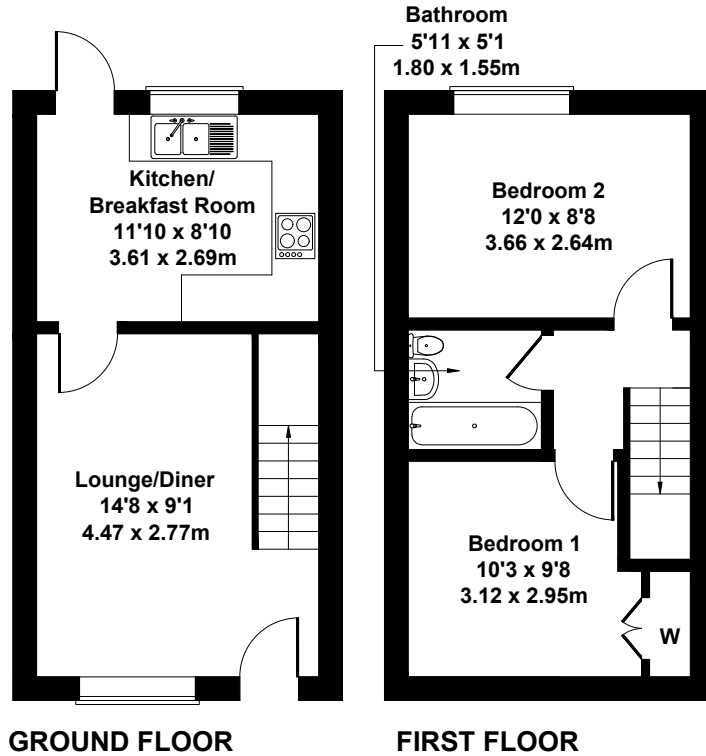 Bathroom
5'11 x 5'1
1.80 x 1.55m
Kitchen/
Breakfast Room
11'10 x 8'10
3.61 x 2.69m
Bedroom 2
12'0 x 8'8
3.66 x 2.64m
Lounge/Diner
14'8 x 9'1
4.47 x 2.77m
Bedroom 1
10'3 x 9'8
3.12 x 2.95m
W
GROUND FLOOR
FIRST FLOOR